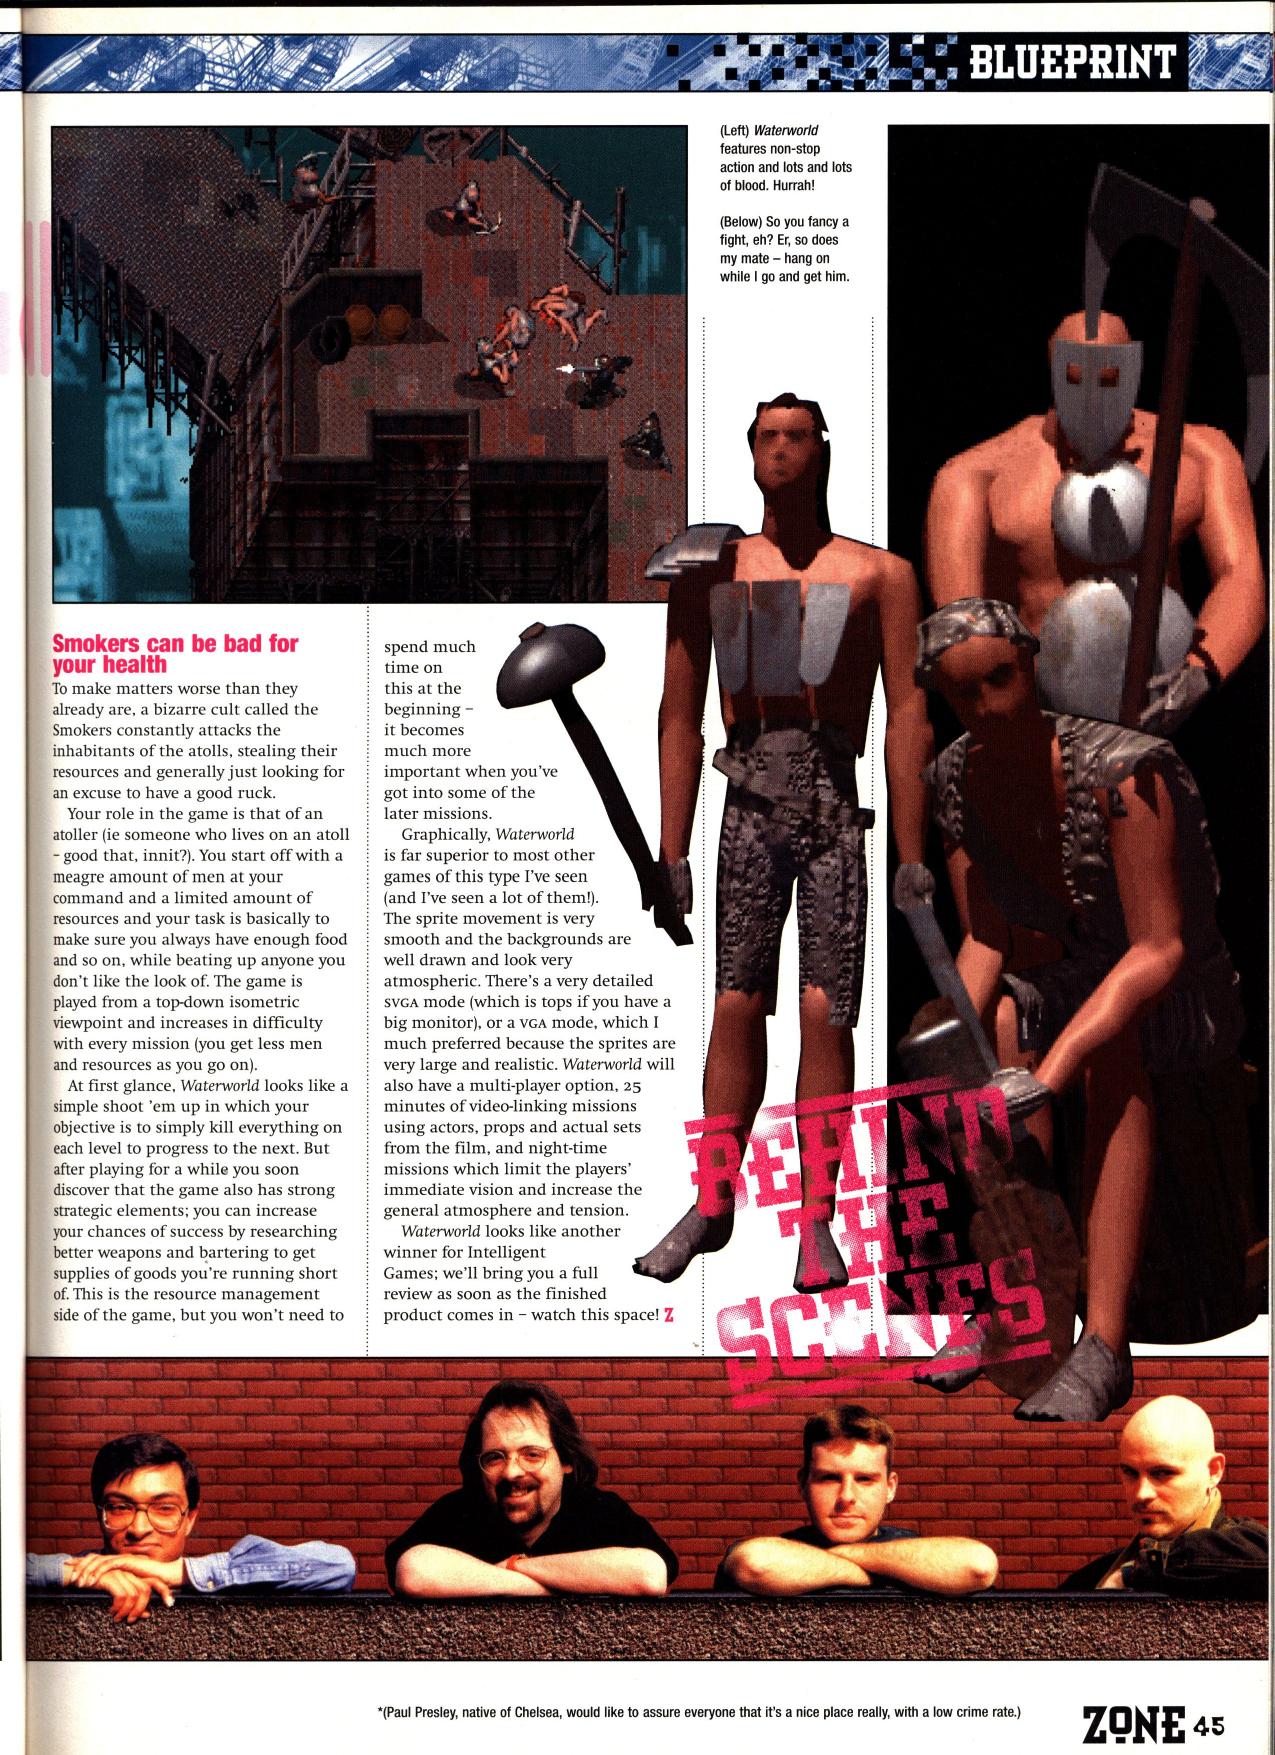 BLUEPRINT
(Left) Waterworld
features non-stop
action and lots and lots
of blood. Hurrah!
(Below) So you fancy a
fight, eh? Er, so does
my mate – hang on
while I go and get him.
Smokers can be bad for
your health
To make matters worse than they
already are, a bizarre cult called the
Smokers constantly attacks the
inhabitants of the atolls, stealing their
resources and generally just looking for
an excuse to have a good ruck.
Your role in the game is that of an
atoller (ie someone who lives on an atoll
– good that, innit?). You start off with a
meagre amount of men at your
command and a limited amount of
resources and your task is basically to
make sure you always have enough food
and so on, while beating up anyone you
don't like the look of. The game is
played from a top-down isometric
viewpoint and increases in difficulty
with every mission (you get less men
and resources as you go on).
At first glance, Waterworld looks like a
simple shoot 'em up in which your
objective is to simply kill everything on
each level to progress to the next. But
after playing for a while you soon
discover that the game also has strong
strategic elements; you can increase
your chances of success by researching
better weapons and bartering to get
supplies of goods you're running short
of. This is the resource management
side of the game, but you won't need to
spend much
time on
this at the
beginning –
it becomes
much more
important when you've
got into some of the
later missions.
Graphically, Waterworld
is far superior to most other
games of this type I've seen
(and I've seen a lot of them!).
The sprite movement is very
smooth and the backgrounds are
well drawn and look very
atmospheric. There's a very detailed
SVGA mode (which is tops if you have a
big monitor), or a VGA mode, which I
much preferred because the sprites are
very large and realistic. Waterworld will
also have a multi-player option, 25
minutes of video-linking missions
using actors, props and actual sets
from the film, and night-time
missions which limit the players'
immediate vision and increase the
general atmosphere and tension.
Waterworld looks like another
winner for Intelligent
Games; we'll bring you a full
review as soon as the finished
product comes in – watch this space! Z
BEHIND
THE
SCENES
*(Paul Presley, native of Chelsea, would like to assure everyone that it's a nice place really, with a low crime rate.)
ZONE 45